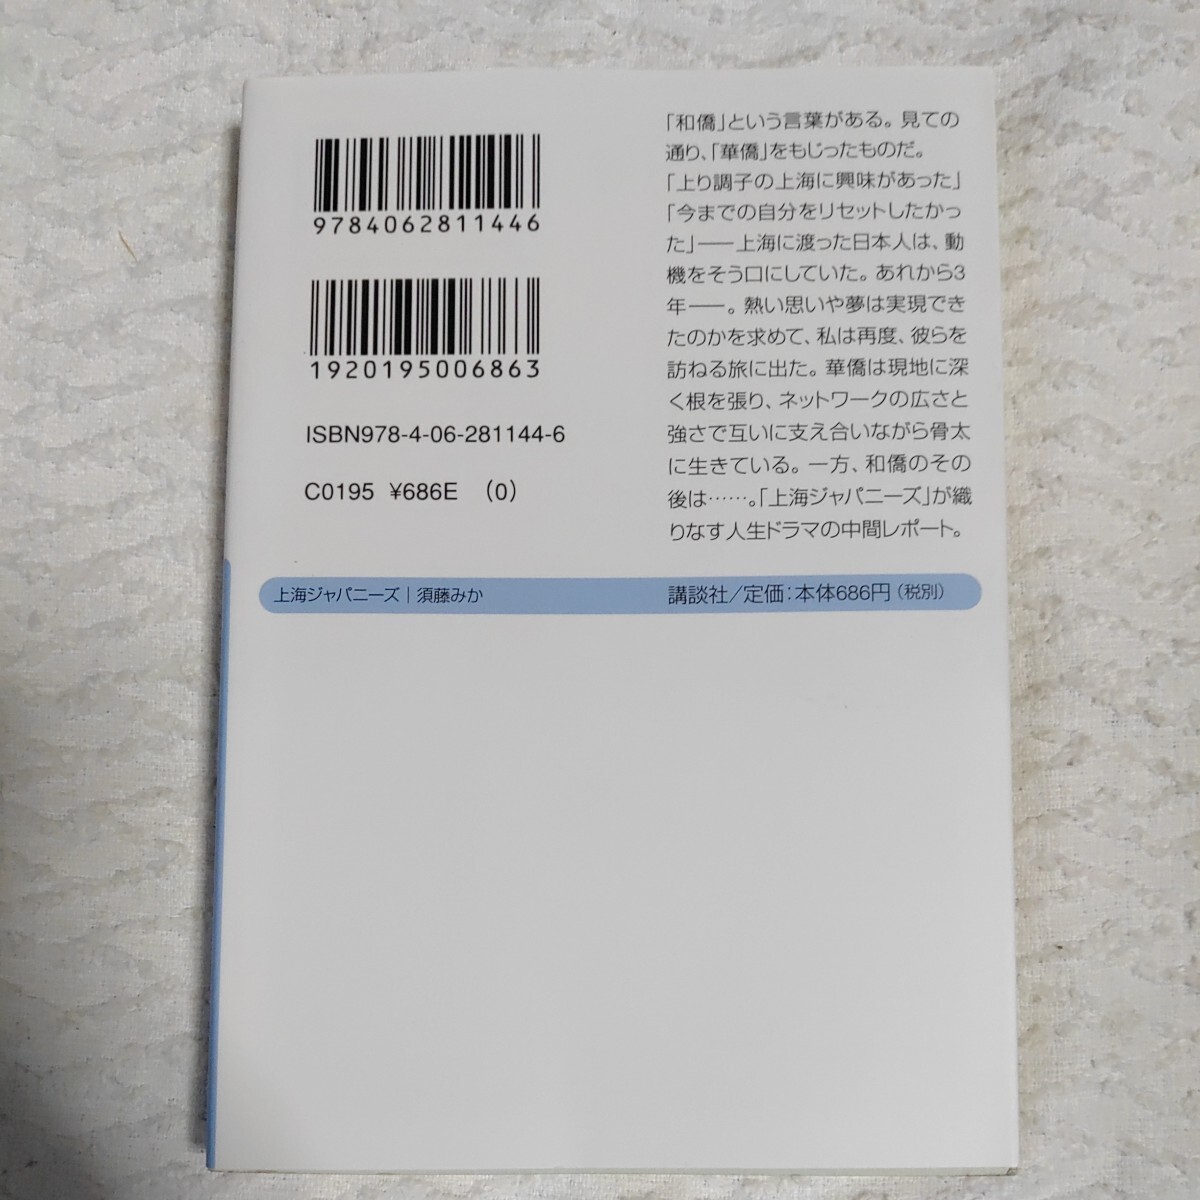 9784062811446
1920195006863
ISBN978-4-06-281144-6
C0195 ¥686E (0)
「和僑」という言葉がある。見ての
通り、「華僑」をもじったものだ。
「上り調子の上海に興味があった」
「今までの自分をリセットしたかっ
た」――上海に渡った日本人は、動
機をそう口にしていた。あれから3
年――。熱い思いや夢は実現でき
たのかを求めて、私は再度、彼らを
訪ねる旅に出た。華僑は現地に深
く根を張り、ネットワークの広さと
強さで互いに支え合いながら骨太
に生きている。一方、和僑のその
後は……。「上海ジャパニーズ」が織
りなす人生ドラマの中間レポート。
上海ジャパニーズ|須藤みか
講談社/定価:本体686円(税別)